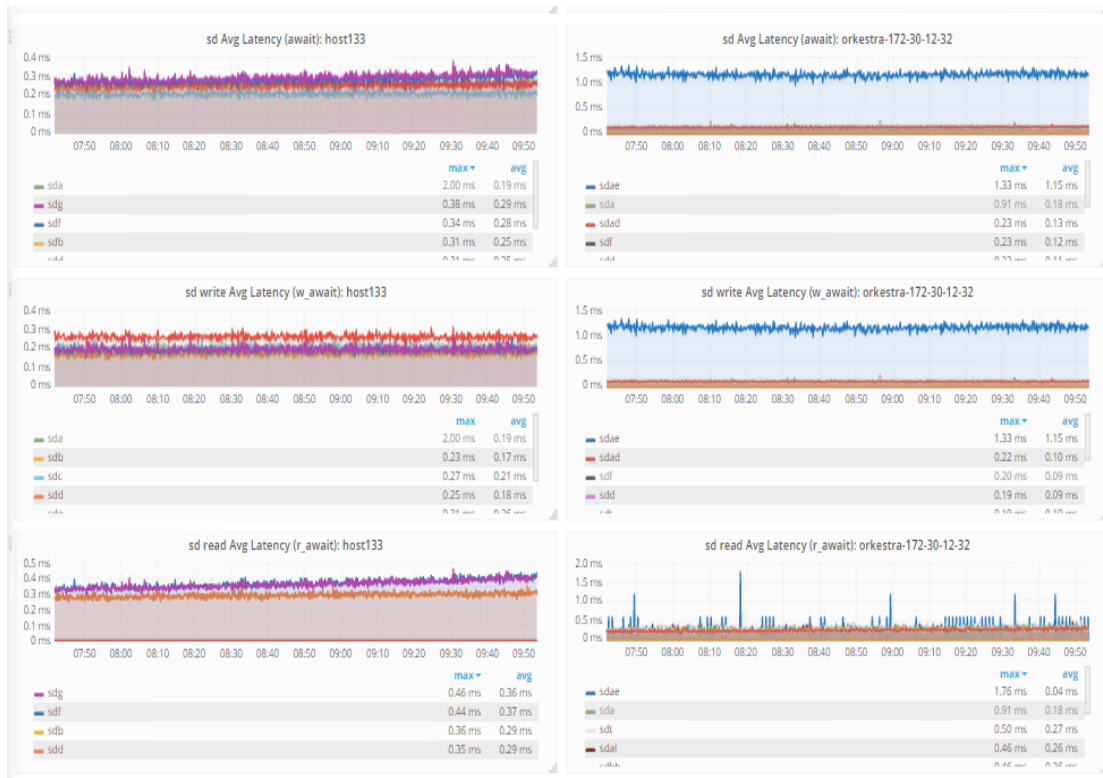 sd Avg Latency (await): host133
0.4 ms
0.3 ms
0.2 ms
0.1 ms
0 ms
07:50 08:00 08:10 08:20 08:30 08:40 08:50 09:00 09:10 09:20 09:30 09:40 09:50
max avg
sda 2.00 ms 0.19 ms
sdg 0.38 ms 0.29 ms
sdf 0.34 ms 0.28 ms
sdb 0.31 ms 0.25 ms
sd Avg Latency (await): orkestra-172-30-12-32
1.5 ms
1.0 ms
0.5 ms
0 ms
07:50 08:00 08:10 08:20 08:30 08:40 08:50 09:00 09:10 09:20 09:30 09:40 09:50
max avg
sdae 1.33 ms 1.15 ms
sda 0.91 ms 0.18 ms
sdad 0.23 ms 0.13 ms
sdf 0.23 ms 0.12 ms
sd write Avg Latency (w_await): host133
0.4 ms
0.3 ms
0.2 ms
0.1 ms
0 ms
07:50 08:00 08:10 08:20 08:30 08:40 08:50 09:00 09:10 09:20 09:30 09:40 09:50
max avg
sda 2.00 ms 0.19 ms
sdb 0.23 ms 0.17 ms
sdc 0.27 ms 0.21 ms
sdd 0.25 ms 0.18 ms
sd write Avg Latency (w_await): orkestra-172-30-12-32
1.5 ms
1.0 ms
0.5 ms
0 ms
07:50 08:00 08:10 08:20 08:30 08:40 08:50 09:00 09:10 09:20 09:30 09:40 09:50
max avg
sdae 1.33 ms 1.15 ms
sdad 0.22 ms 0.10 ms
sdf 0.20 ms 0.09 ms
sdd 0.19 ms 0.09 ms
sd read Avg Latency (r_await): host133
0.5 ms
0.4 ms
0.3 ms
0.2 ms
0.1 ms
0 ms
07:50 08:00 08:10 08:20 08:30 08:40 08:50 09:00 09:10 09:20 09:30 09:40 09:50
max avg
sdg 0.46 ms 0.36 ms
sdf 0.44 ms 0.37 ms
sdb 0.36 ms 0.29 ms
sdd 0.35 ms 0.29 ms
sd read Avg Latency (r_await): orkestra-172-30-12-32
2.0 ms
1.5 ms
1.0 ms
0.5 ms
0 ms
07:50 08:00 08:10 08:20 08:30 08:40 08:50 09:00 09:10 09:20 09:30 09:40 09:50
max avg
sdae 1.76 ms 0.04 ms
sda 0.91 ms 0.18 ms
sdt 0.50 ms 0.27 ms
sdal 0.46 ms 0.26 ms